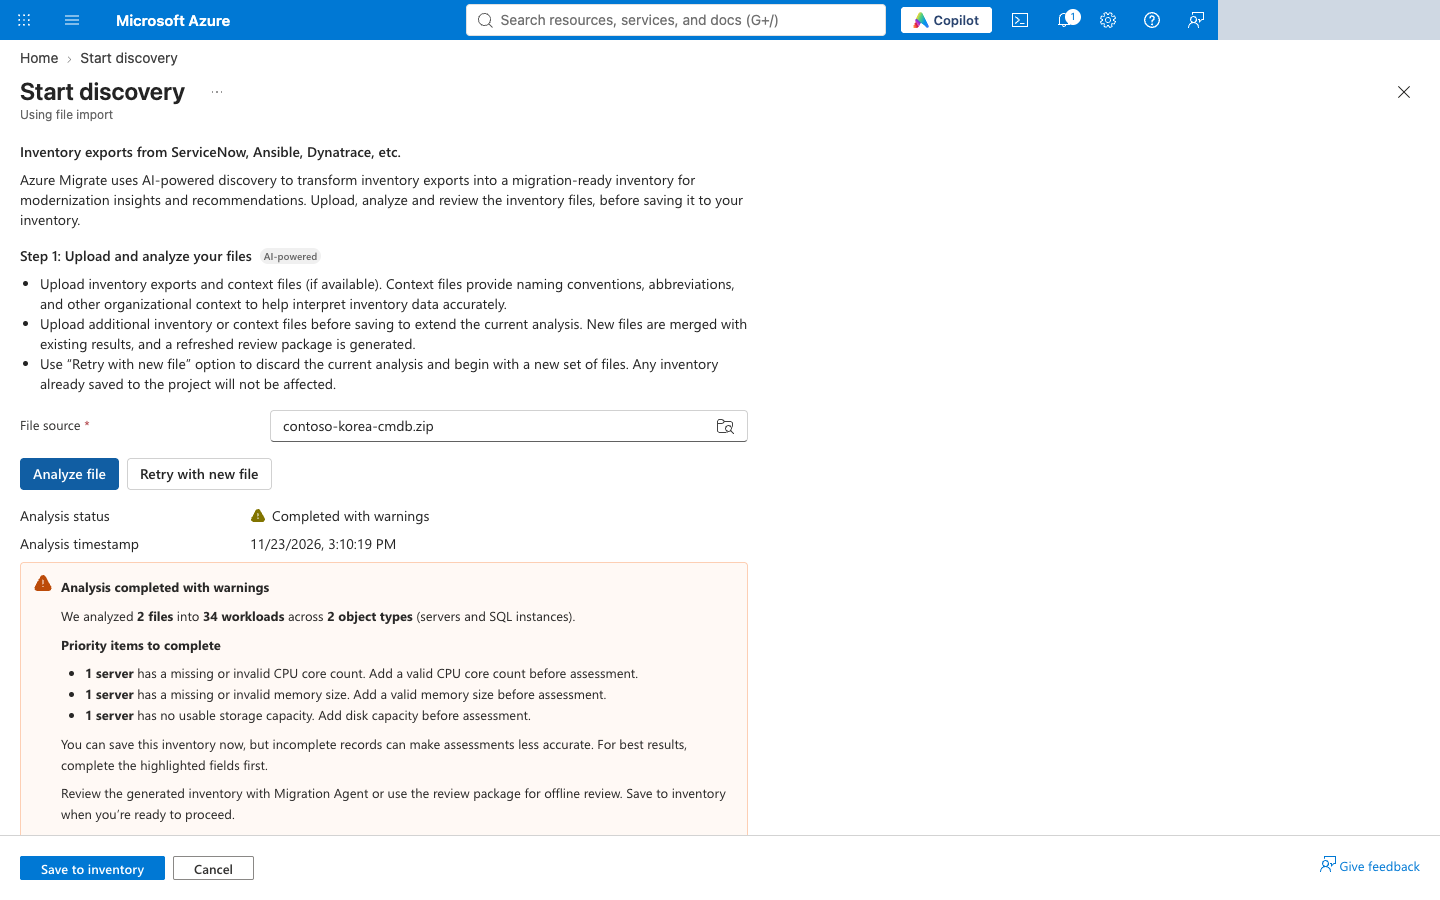 Microsoft Azure
Search resources, services, and docs (G+/)
Copilot
1
Home > Start discovery
Start discovery ...
Using file import
Inventory exports from ServiceNow, Ansible, Dynatrace, etc.
Azure Migrate uses AI-powered discovery to transform inventory exports into a migration-ready inventory for
modernization insights and recommendations. Upload, analyze and review the inventory files, before saving it to your
inventory.
Step 1: Upload and analyze your files AI-powered
• Upload inventory exports and context files (if available). Context files provide naming conventions, abbreviations,
and other organizational context to help interpret inventory data accurately.
• Upload additional inventory or context files before saving to extend the current analysis. New files are merged with
existing results, and a refreshed review package is generated.
• Use “Retry with new file” option to discard the current analysis and begin with a new set of files. Any inventory
already saved to the project will not be affected.
File source *
contoso-korea-cmdb.zip
Analyze file
Retry with new file
Analysis status
Completed with warnings
Analysis timestamp
11/23/2026, 3:10:19 PM
Analysis completed with warnings
We analyzed 2 files into 34 workloads across 2 object types (servers and SQL instances).
Priority items to complete
• 1 server has a missing or invalid CPU core count. Add a valid CPU core count before assessment.
• 1 server has a missing or invalid memory size. Add a valid memory size before assessment.
• 1 server has no usable storage capacity. Add disk capacity before assessment.
You can save this inventory now, but incomplete records can make assessments less accurate. For best results,
complete the highlighted fields first.
Review the generated inventory with Migration Agent or use the review package for offline review. Save to inventory
when you’re ready to proceed.
Save to inventory
Cancel
Give feedback